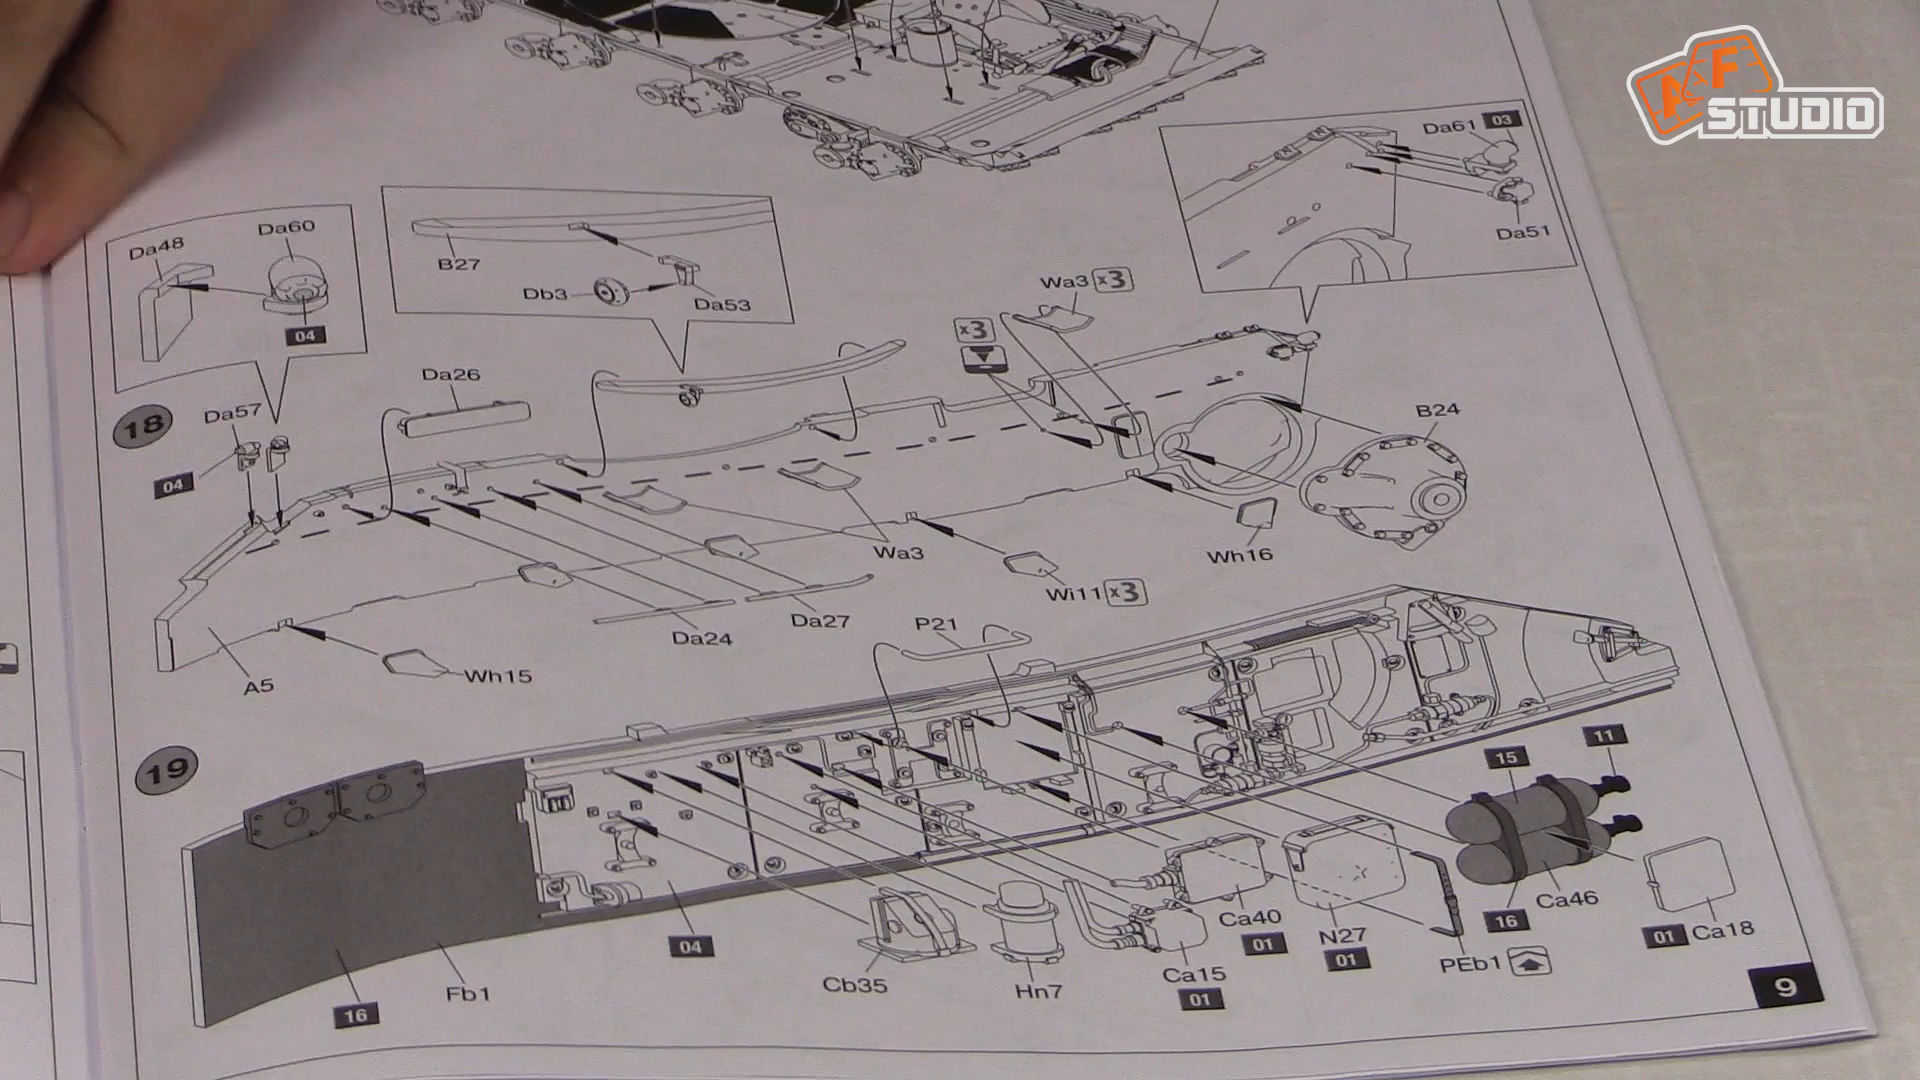 AF
STUDIO
Da61 03
Da51
Da48
Da60
04
B27
Db3
Da53
Wa3 x3
x3
18
Da57
04
Da26
B24
Wa3
Wh16
Wi11 x3
Da24
Da27
P21
A5
Wh15
19
15
11
16
Ca46
01 Ca18
04
Cb35
Hn7
Ca40
01
Ca15
01
N27
01
PEb1
Fb1
16
9